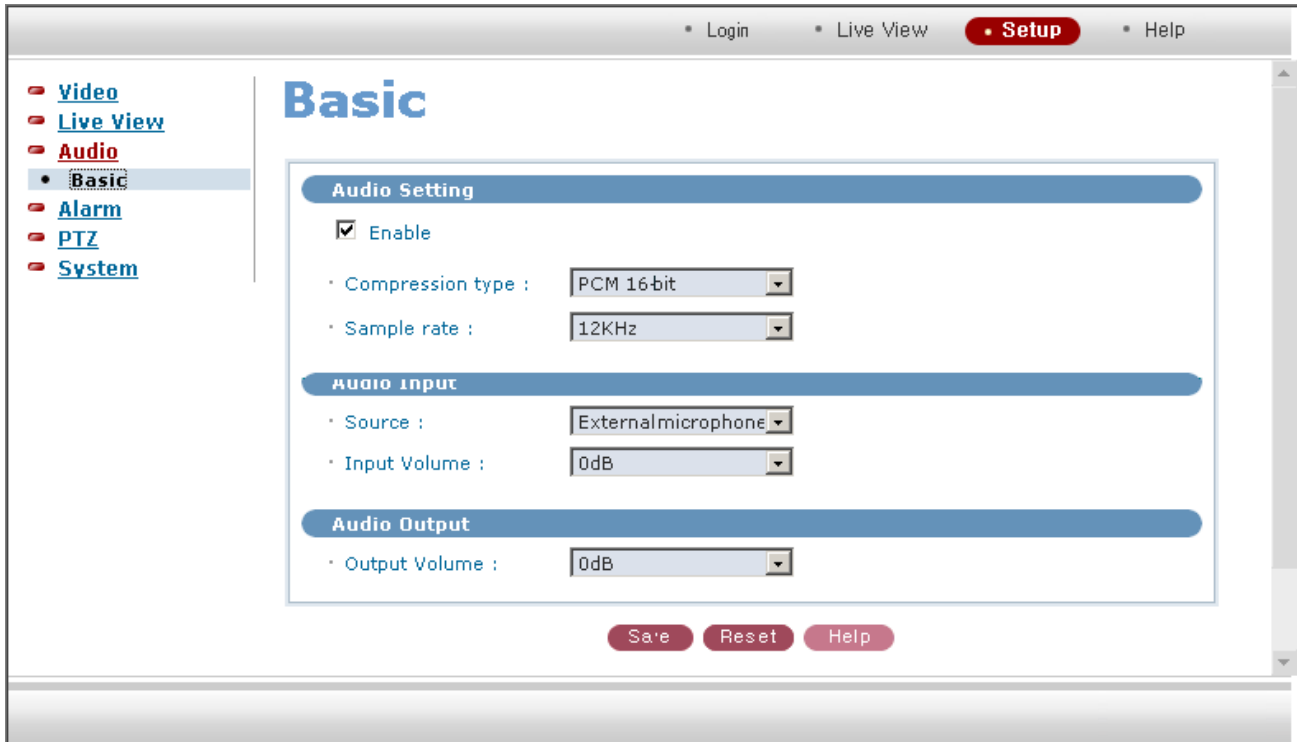 Login Live View Setup Help
Video
Live View
Audio
Basic
Alarm
PTZ
System
Basic
Audio Setting
Enable
Compression type : PCM 16-bit
Sample rate : 12KHz
Audio Input
Source : Externalmicrophone
Input Volume : 0dB
Audio Output
Output Volume : 0dB
Save Reset Help